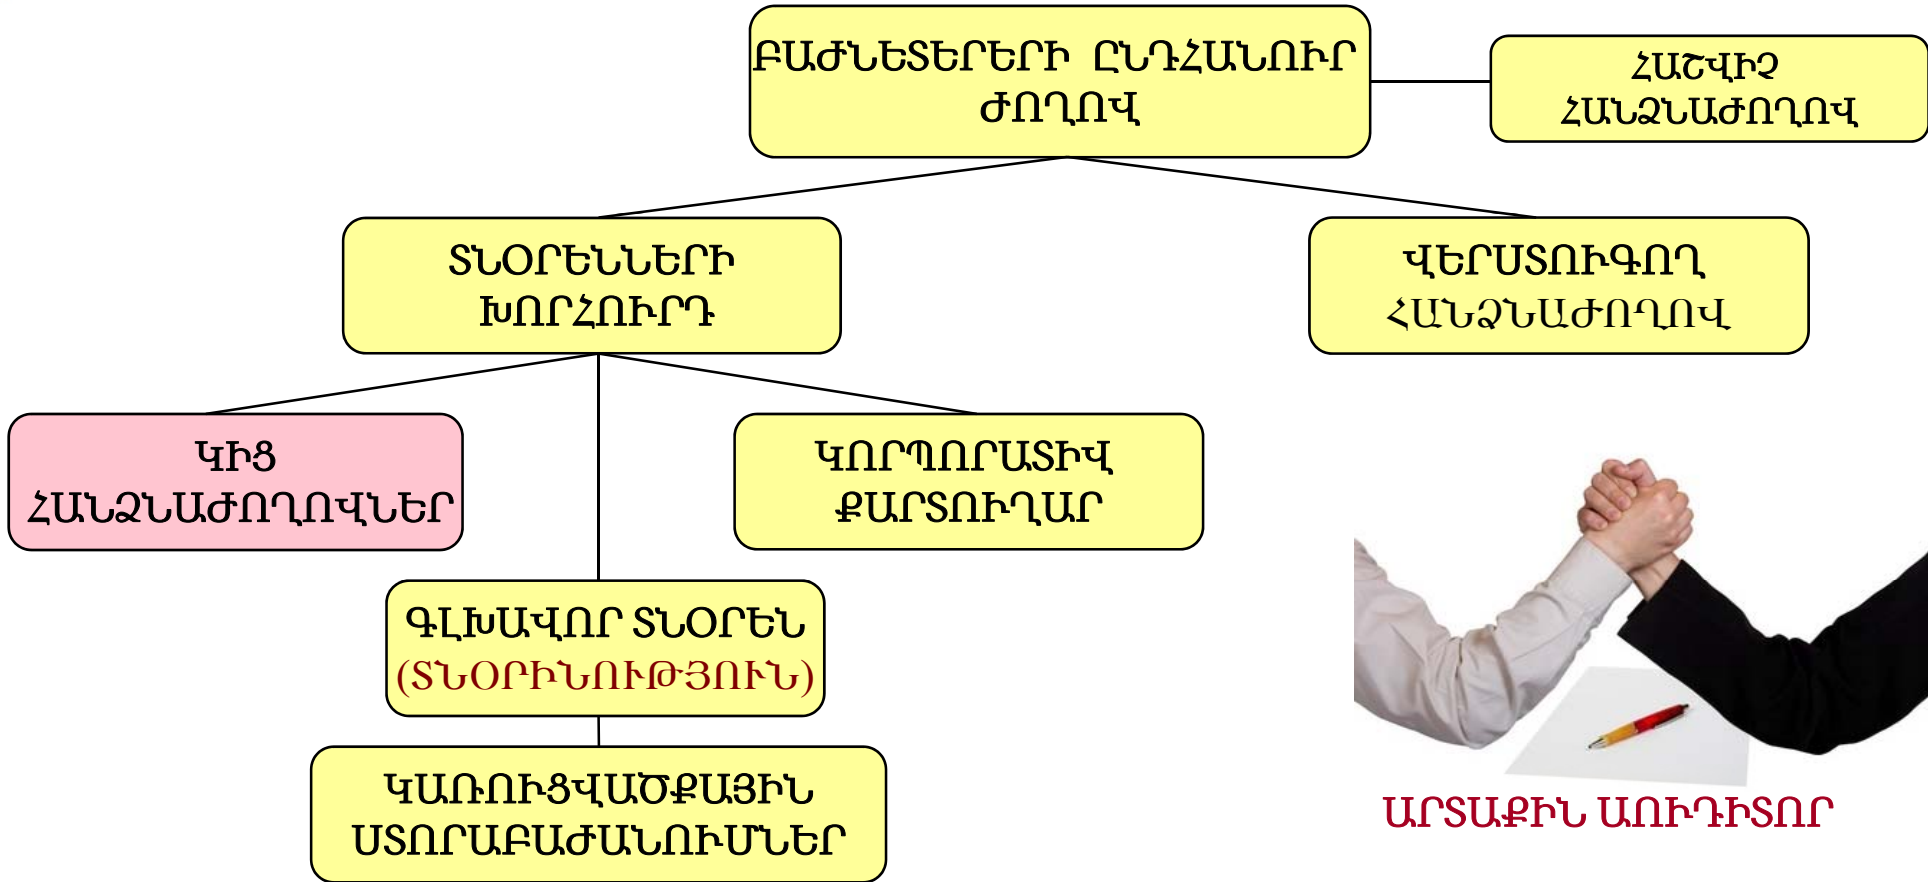 ԲԱԺՆԵՏԵՐԵՐԻ ԸՆԴՀԱՆՈՒՐ
ԺՈՂՈՎ
ՀԱՇՎԻՉ
ՀԱՆՁՆԱԺՈՂՈՎ
ՏՆՕՐԵՆՆԵՐԻ
ԽՈՐՀՈՒՐԴ
ՎԵՐՍՏՈՒԳՈՂ
ՀԱՆՁՆԱԺՈՂՈՎ
ԿԻՑ
ՀԱՆՁՆԱԺՈՂՈՎՆԵՐ
ԿՈՐՊՈՐԱՏԻՎ
ՔԱՐՏՈՒՂԱՐ
ԳԼԽԱՎՈՐ ՏՆՕՐԵՆ
(ՏՆՕՐԻՆՈՒԹՅՈՒՆ)
ԿԱՌՈՒՑՎԱԾՔԱՅԻՆ
ՍՏՈՐԱԲԱԺԱՆՈՒՄՆԵՐ
ԱՐՏԱՔԻՆ ԱՈՒԴԻՏՈՐ